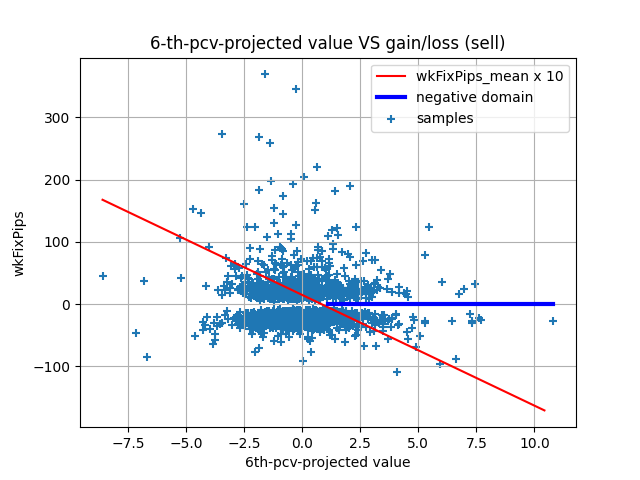 6-th-pcv-projected value VS gain/loss (sell)
wkFixPips_mean x 10
negative domain
samples
300
200
100
0
−100
wkFixPips
−7.5 −5.0 −2.5 0.0 2.5 5.0 7.5 10.0
6th-pcv-projected value